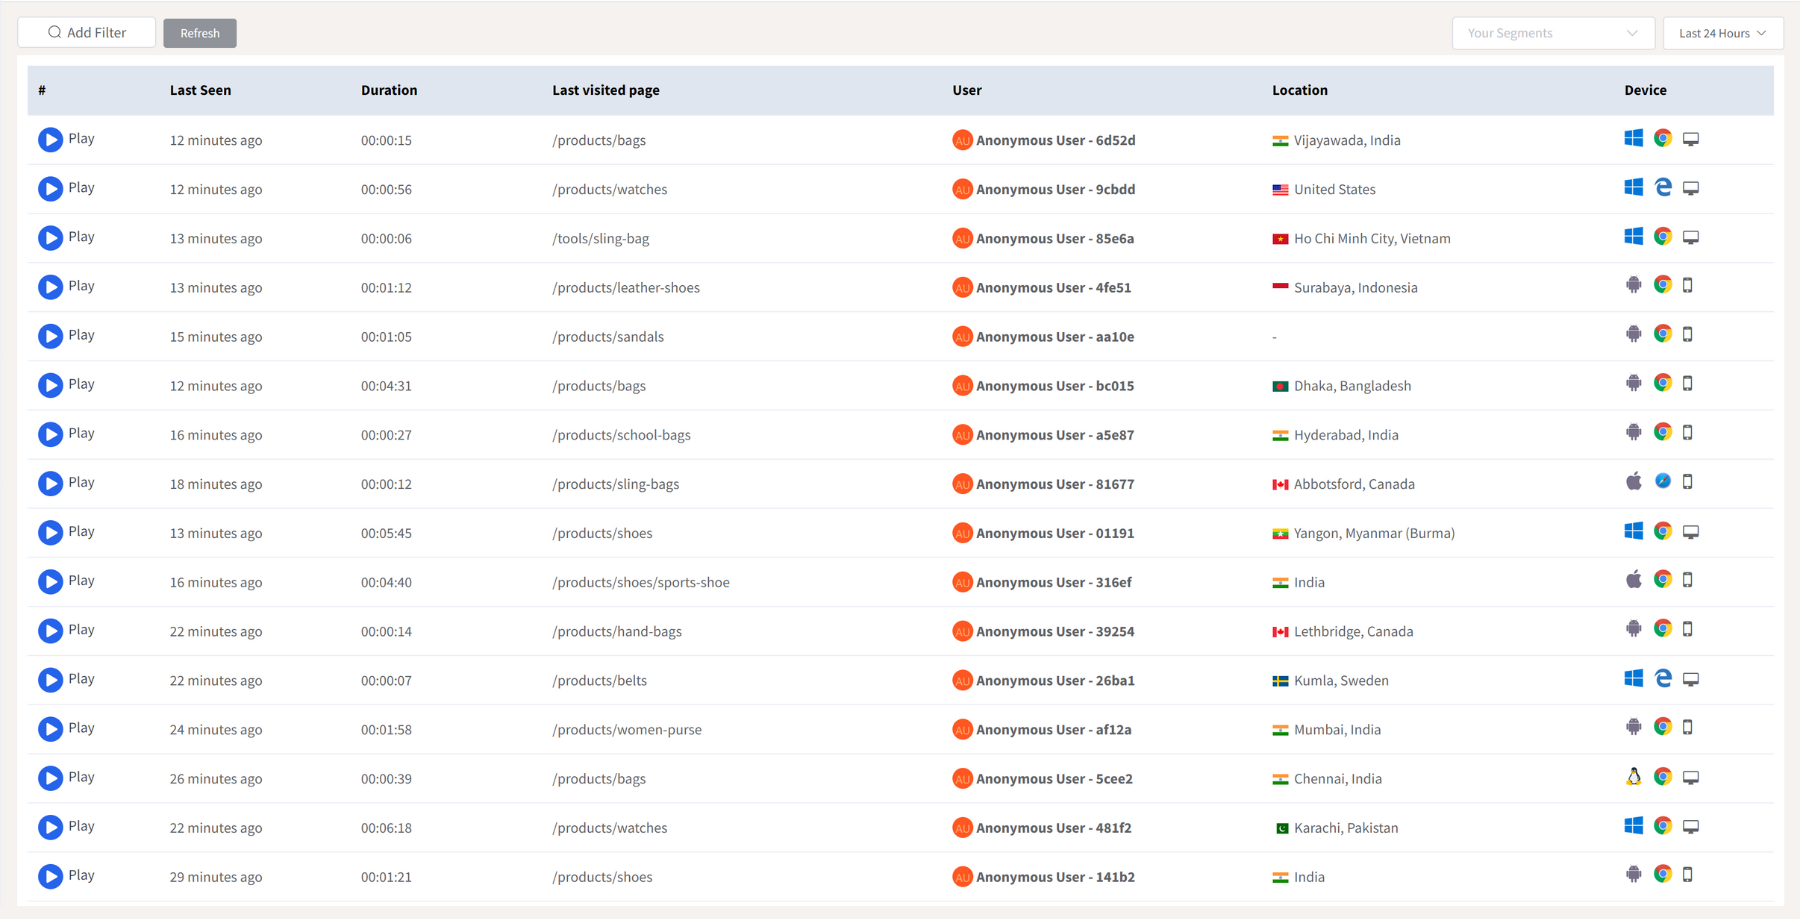 Add Filter Refresh Your Segments Last 24 Hours
# Last Seen Duration Last visited page User Location Device
Play 12 minutes ago 00:00:15 /products/bags AU Anonymous User - 6d52d Vijayawada, India
Play 12 minutes ago 00:00:56 /products/watches AU Anonymous User - 9cbdd United States
Play 13 minutes ago 00:00:06 /tools/sling-bag AU Anonymous User - 85e6a Ho Chi Minh City, Vietnam
Play 13 minutes ago 00:01:12 /products/leather-shoes AU Anonymous User - 4fe51 Surabaya, Indonesia
Play 15 minutes ago 00:01:05 /products/sandals AU Anonymous User - aa10e -
Play 12 minutes ago 00:04:31 /products/bags AU Anonymous User - bc015 Dhaka, Bangladesh
Play 16 minutes ago 00:00:27 /products/school-bags AU Anonymous User - a5e87 Hyderabad, India
Play 18 minutes ago 00:00:12 /products/sling-bags AU Anonymous User - 81677 Abbotsford, Canada
Play 13 minutes ago 00:05:45 /products/shoes AU Anonymous User - 01191 Yangon, Myanmar (Burma)
Play 16 minutes ago 00:04:40 /products/shoes/sports-shoe AU Anonymous User - 316ef India
Play 22 minutes ago 00:00:14 /products/hand-bags AU Anonymous User - 39254 Lethbridge, Canada
Play 22 minutes ago 00:00:07 /products/belts AU Anonymous User - 26ba1 Kumla, Sweden
Play 24 minutes ago 00:01:58 /products/women-purse AU Anonymous User - af12a Mumbai, India
Play 26 minutes ago 00:00:39 /products/bags AU Anonymous User - 5cee2 Chennai, India
Play 22 minutes ago 00:06:18 /products/watches AU Anonymous User - 481f2 Karachi, Pakistan
Play 29 minutes ago 00:01:21 /products/shoes AU Anonymous User - 141b2 India